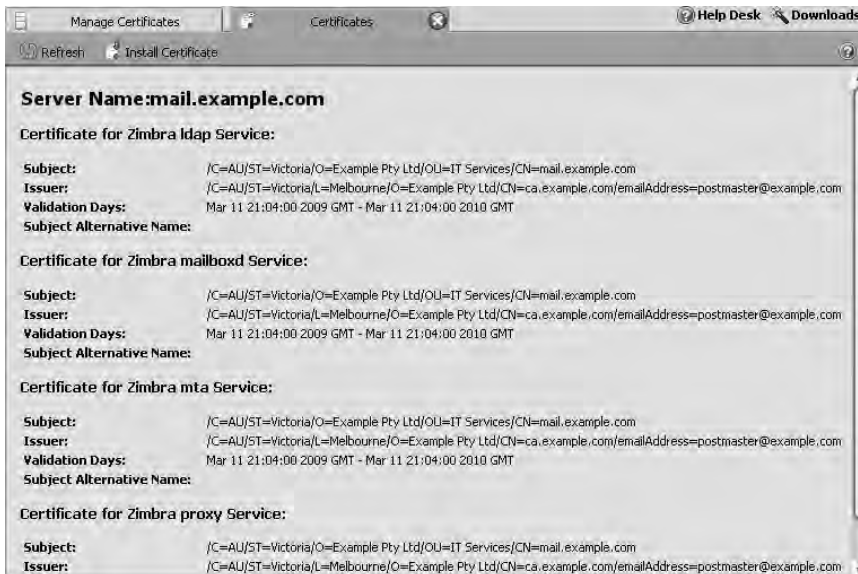 Manage Certificates Certificates Help Desk Downloads
Refresh Install Certificate
Server Name:mail.example.com
Certificate for Zimbra ldap Service:
Subject: /C=AU/ST=Victoria/O=Example Pty Ltd/OU=IT Services/CN=mail.example.com
Issuer: /C=AU/ST=Victoria/L=Melbourne/O=Example Pty Ltd/CN=ca.example.com/emailAddress=postmaster@example.com
Validation Days: Mar 11 21:04:00 2009 GMT - Mar 11 21:04:00 2010 GMT
Subject Alternative Name:
Certificate for Zimbra mailboxd Service:
Subject: /C=AU/ST=Victoria/O=Example Pty Ltd/OU=IT Services/CN=mail.example.com
Issuer: /C=AU/ST=Victoria/L=Melbourne/O=Example Pty Ltd/CN=ca.example.com/emailAddress=postmaster@example.com
Validation Days: Mar 11 21:04:00 2009 GMT - Mar 11 21:04:00 2010 GMT
Subject Alternative Name:
Certificate for Zimbra mta Service:
Subject: /C=AU/ST=Victoria/O=Example Pty Ltd/OU=IT Services/CN=mail.example.com
Issuer: /C=AU/ST=Victoria/L=Melbourne/O=Example Pty Ltd/CN=ca.example.com/emailAddress=postmaster@example.com
Validation Days: Mar 11 21:04:00 2009 GMT - Mar 11 21:04:00 2010 GMT
Subject Alternative Name:
Certificate for Zimbra proxy Service:
Subject: /C=AU/ST=Victoria/O=Example Pty Ltd/OU=IT Services/CN=mail.example.com
Issuer: /C=AU/ST=Victoria/L=Melbourne/O=Example Pty Ltd/CN=ca.example.com/emailAddress=postmaster@example.com